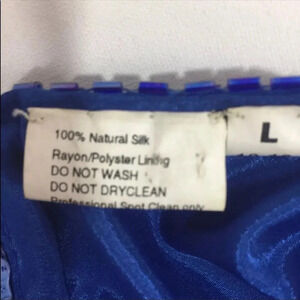 100% Natural Silk
Rayon/Polyster Lining
DO NOT WASH
DO NOT DRYCLEAN
Professional Spot Clean only
L